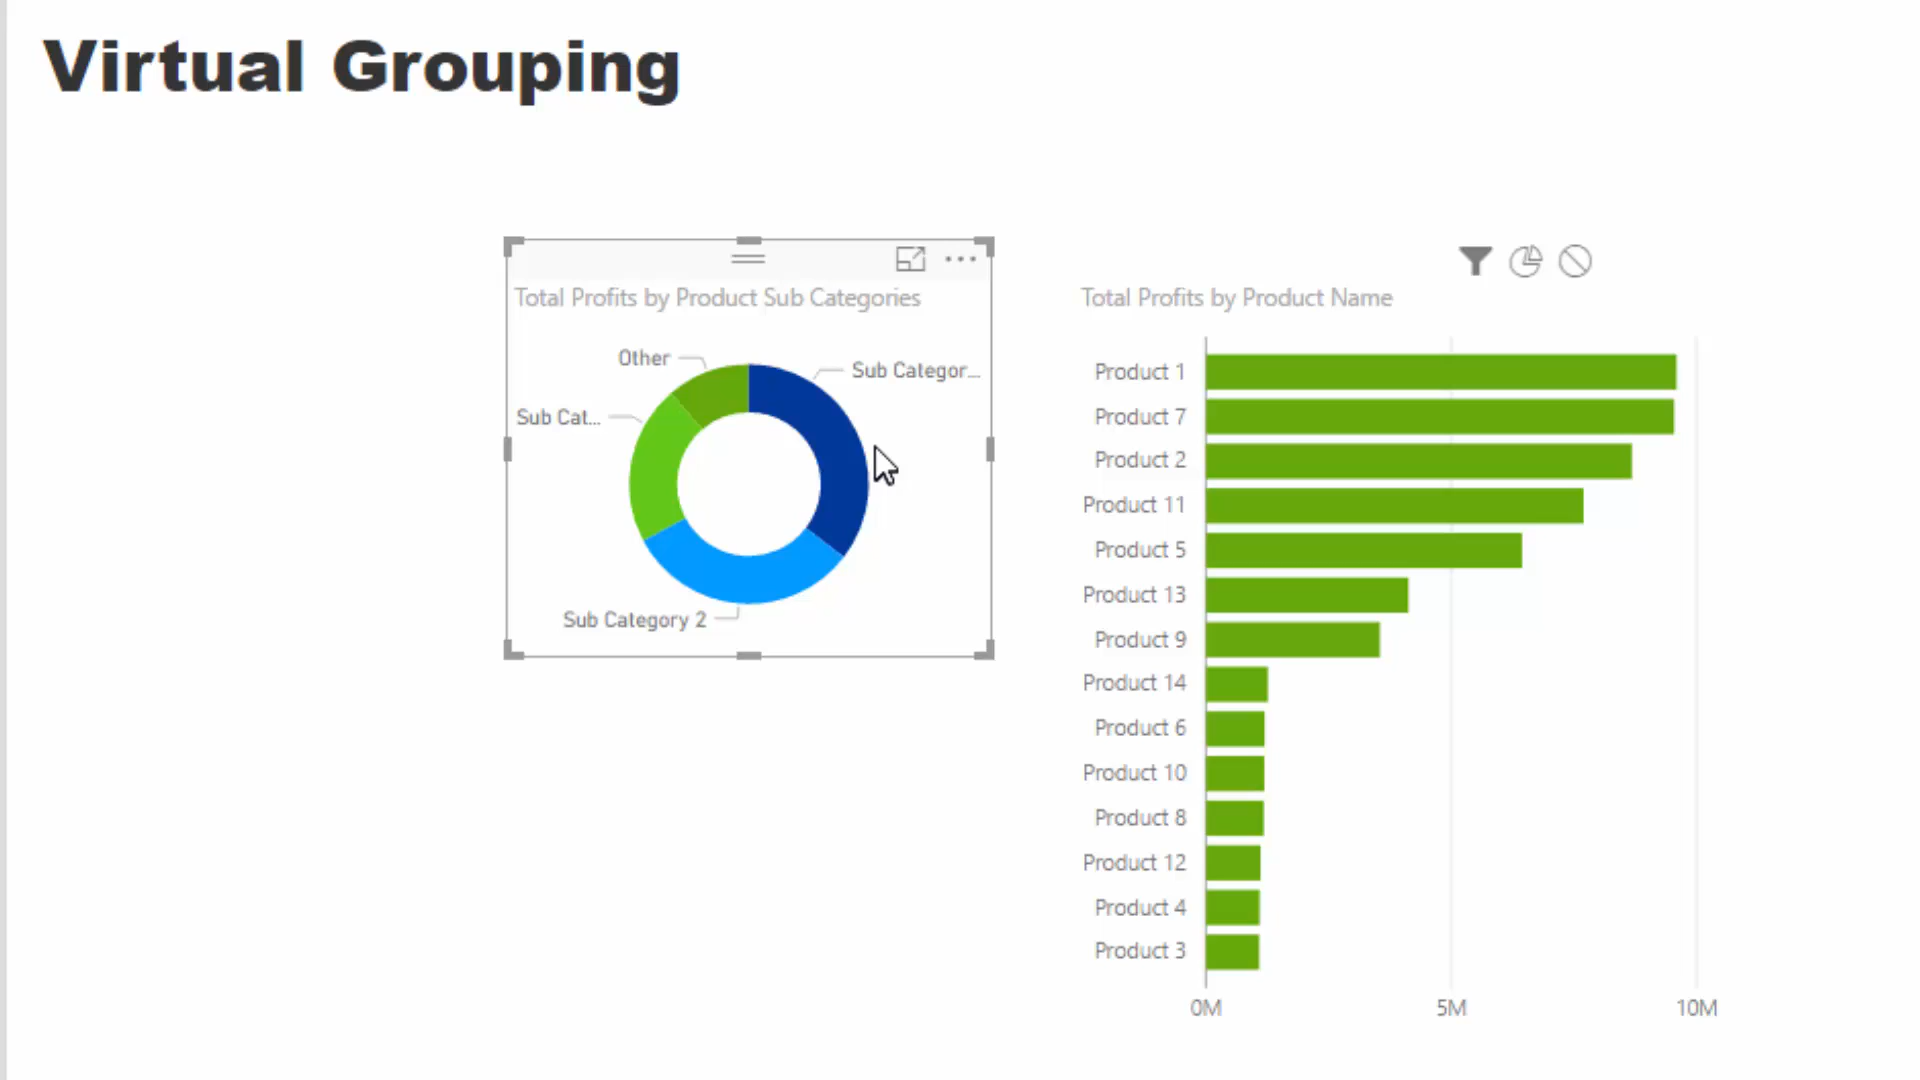 Virtual Grouping
Total Profits by Product Sub Categories
Other
Sub Categor...
Sub Cat...
Sub Category 2
Total Profits by Product Name
Product 1
Product 7
Product 2
Product 11
Product 5
Product 13
Product 9
Product 14
Product 6
Product 10
Product 8
Product 12
Product 4
Product 3
0M 5M 10M